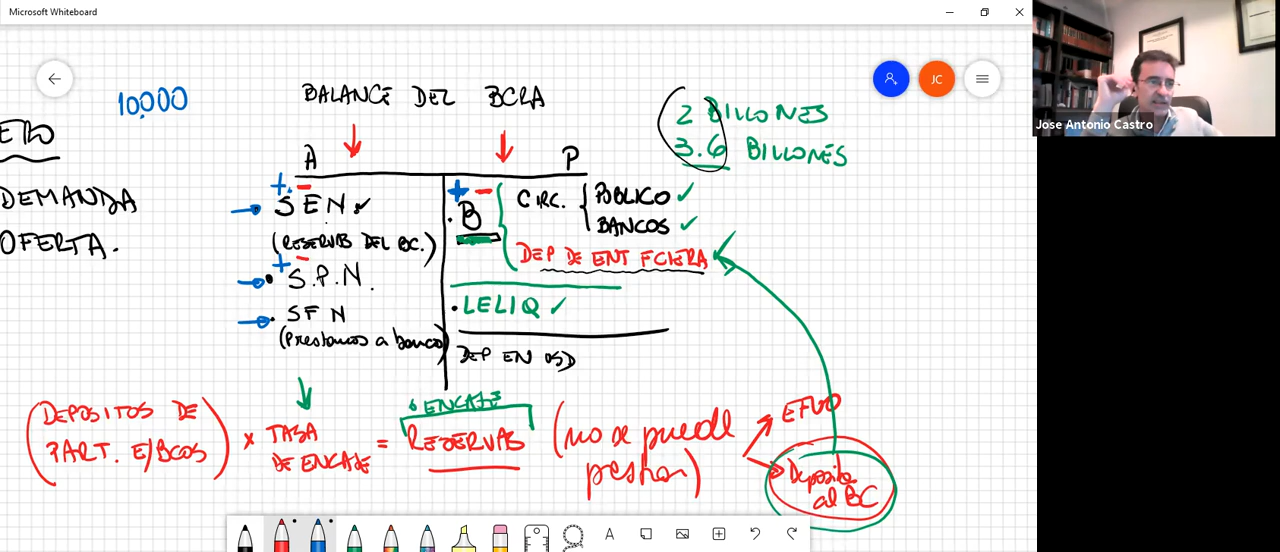 Microsoft Whiteboard
10,000
BALANCE DEL BCRA
2 BILLONES
3.6 BILLONES
JC
Jose Antonio Castro
DEMANDA
OFERTA.
A
P
+ -
+ -
SEN
(RESERVAS DEL BC.)
+ -
S.P.N.
SFN
(Prestamos a banco)
B
CIRC.
PUBLICO ✓
BANCOS ✓
DEP DE ENT FCIERA
LELIQ ✓
DEP EN USD
(DEPOSITOS DE
PART. E/BCOS)
x TASA
DE ENCAJE
=
ENCAJE
RESERVAS
(no se puede
prestar)
EFVO
Deposito
al BC
A